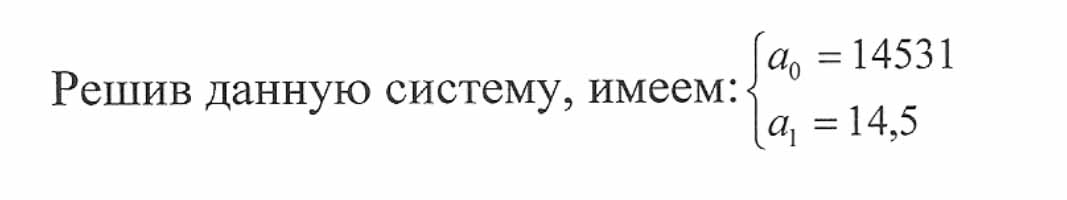 Решив данную систему, имеем: { a₀ = 14531
a₁ = 14,5